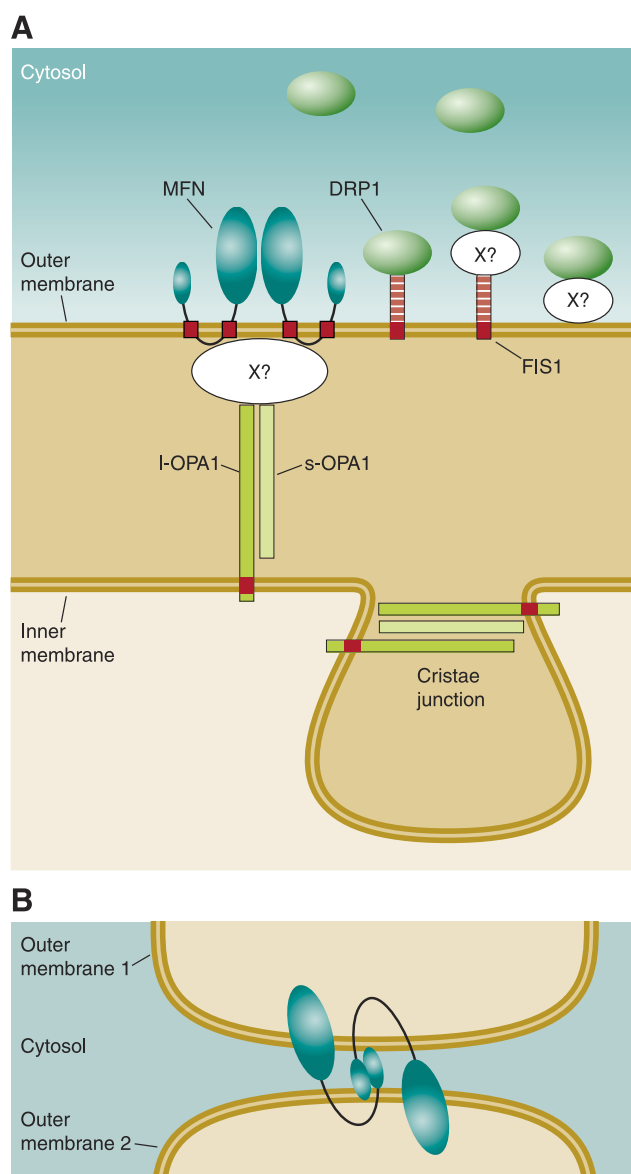 A
Cytosol
MFN
DRP1
X?
X?
Outer
membrane
FIS1
X?
l-OPA1
s-OPA1
Inner
membrane
Cristae
junction
B
Outer
membrane 1
Cytosol
Outer
membrane 2